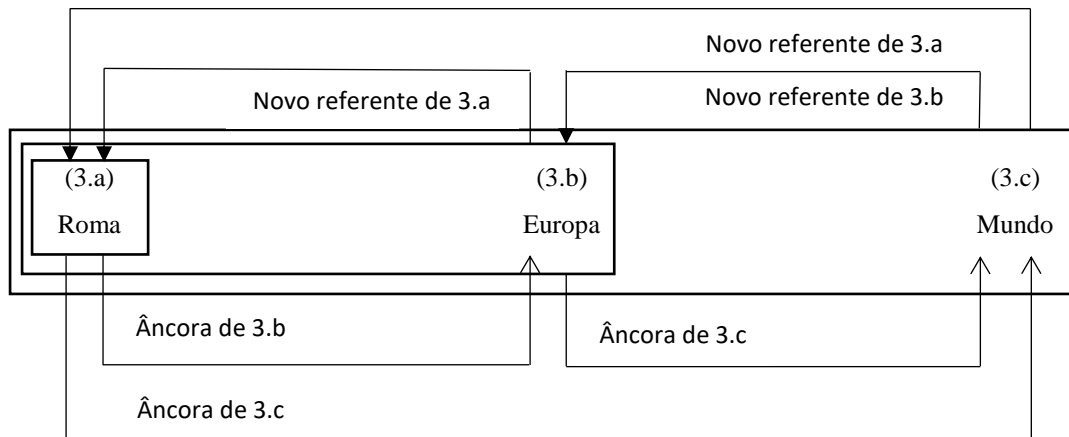 Novo referente de 3.a
Novo referente de 3.a
Novo referente de 3.b
(3.a) (3.b) (3.c)
Roma Europa Mundo
Âncora de 3.b
Âncora de 3.c
Âncora de 3.c